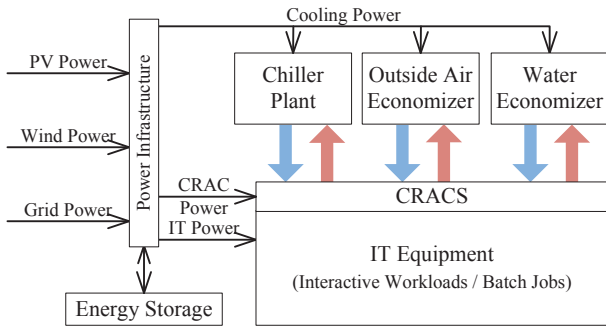 Cooling Power
PV Power
Wind Power
Grid Power
Power Infrastructure
Chiller
Plant
Outside Air
Economizer
Water
Economizer
CRAC
Power
IT Power
CRACS
IT Equipment
(Interactive Workloads / Batch Jobs)
Energy Storage